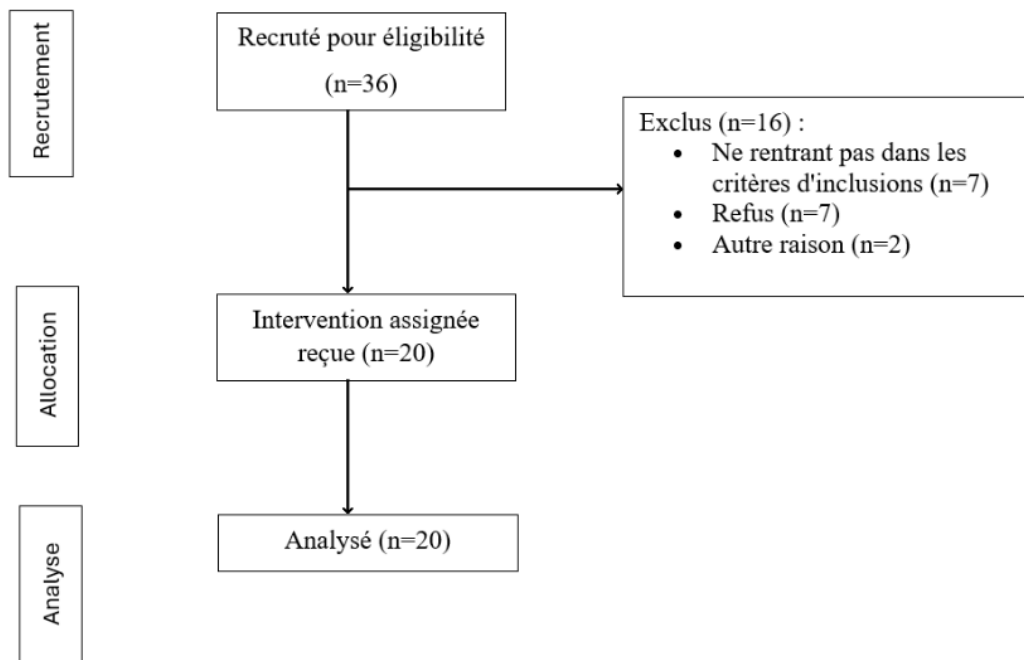 Recrutement
Recruté pour éligibilité
(n=36)
Exclus (n=16) :
• Ne rentrant pas dans les
critères d'inclusions (n=7)
• Refus (n=7)
• Autre raison (n=2)
Allocation
Intervention assignée
reçue (n=20)
Analyse
Analysé (n=20)